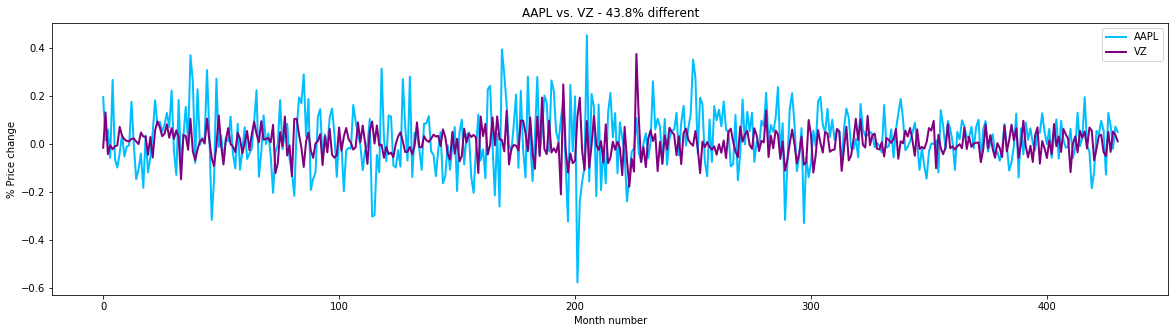 AAPL vs. VZ - 43.8% different
AAPL
VZ
% Price change
0.4
0.2
0.0
−0.2
−0.4
−0.6
0
100
200
300
400
Month number